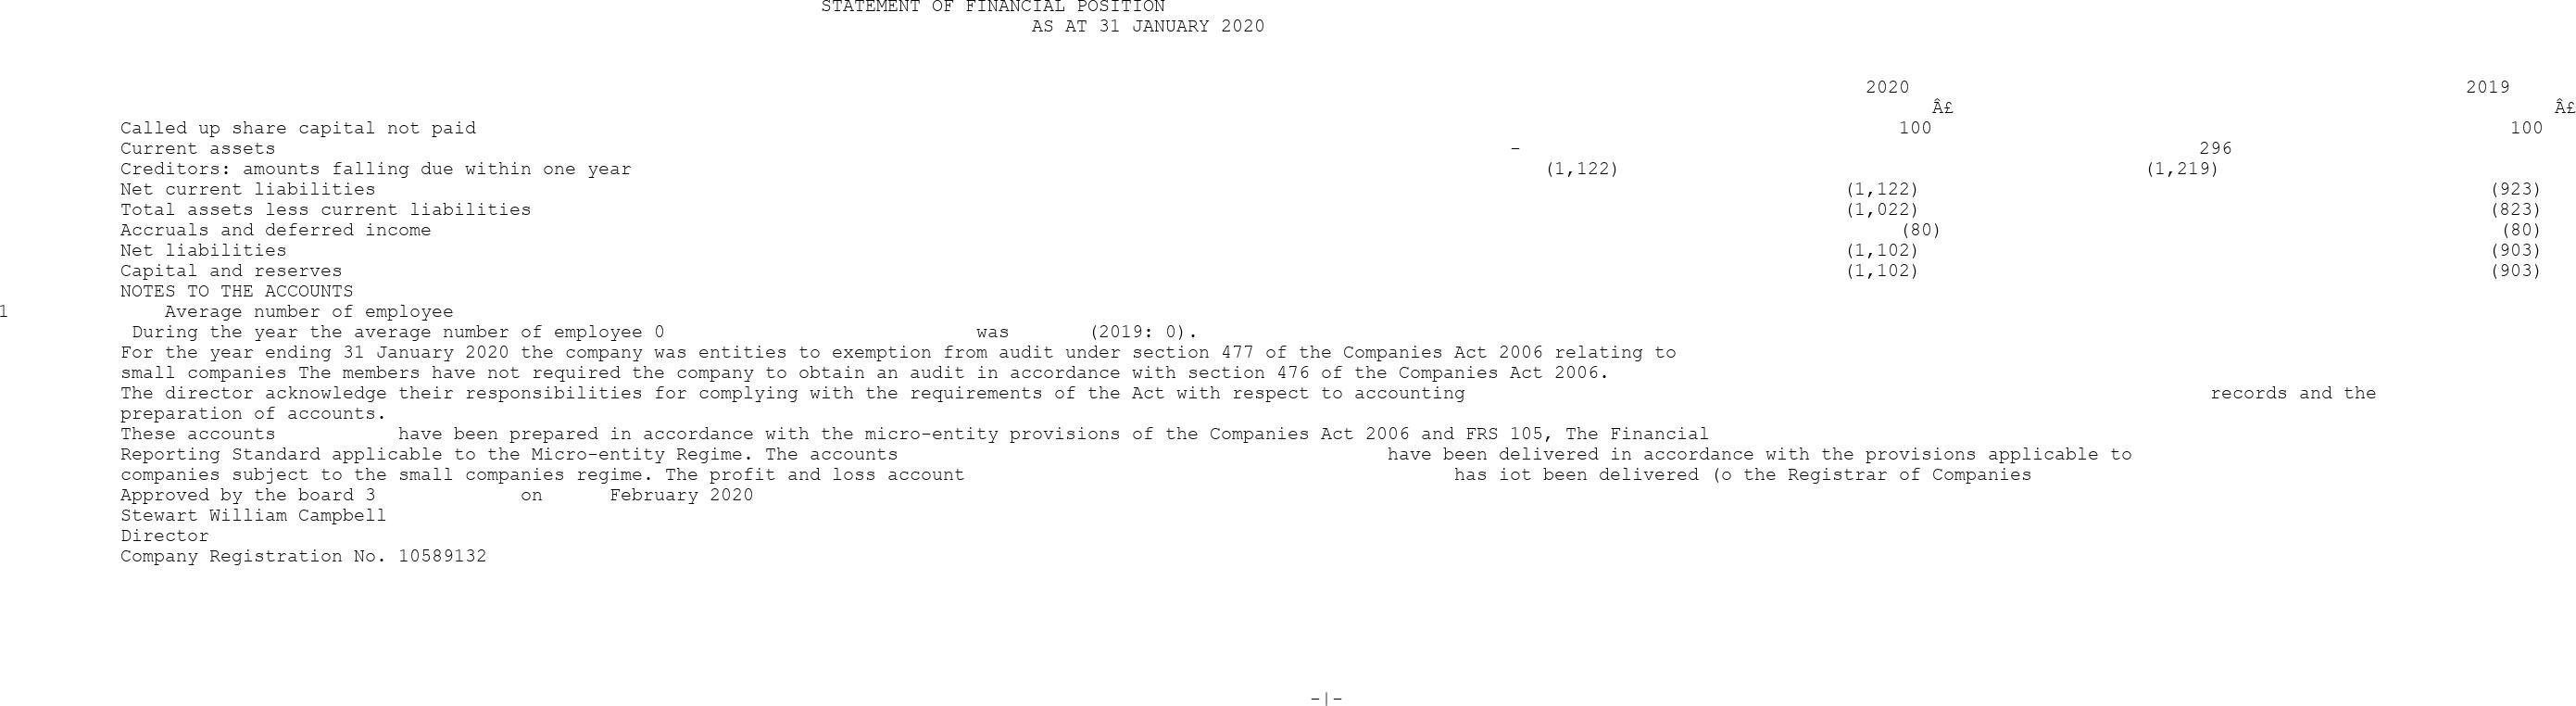 STATEMENT OF FINANCIAL POSITION
AS AT 31 JANUARY 2020
2020 2019
Â£ Â£
Called up share capital not paid 100 100
Current assets - 296
Creditors: amounts falling due within one year (1,122) (1,219)
Net current liabilities (1,122) (923)
Total assets less current liabilities (1,022) (823)
Accruals and deferred income (80) (80)
Net liabilities (1,102) (903)
Capital and reserves (1,102) (903)
NOTES TO THE ACCOUNTS
1 Average number of employee
During the year the average number of employee 0 was (2019: 0).
For the year ending 31 January 2020 the company was entities to exemption from audit under section 477 of the Companies Act 2006 relating to
small companies The members have not required the company to obtain an audit in accordance with section 476 of the Companies Act 2006.
The director acknowledge their responsibilities for complying with the requirements of the Act with respect to accounting records and the
preparation of accounts.
These accounts have been prepared in accordance with the micro-entity provisions of the Companies Act 2006 and FRS 105, The Financial
Reporting Standard applicable to the Micro-entity Regime. The accounts have been delivered in accordance with the provisions applicable to
companies subject to the small companies regime. The profit and loss account has iot been delivered (o the Registrar of Companies
Approved by the board 3 on February 2020
Stewart William Campbell
Director
Company Registration No. 10589132
-|-